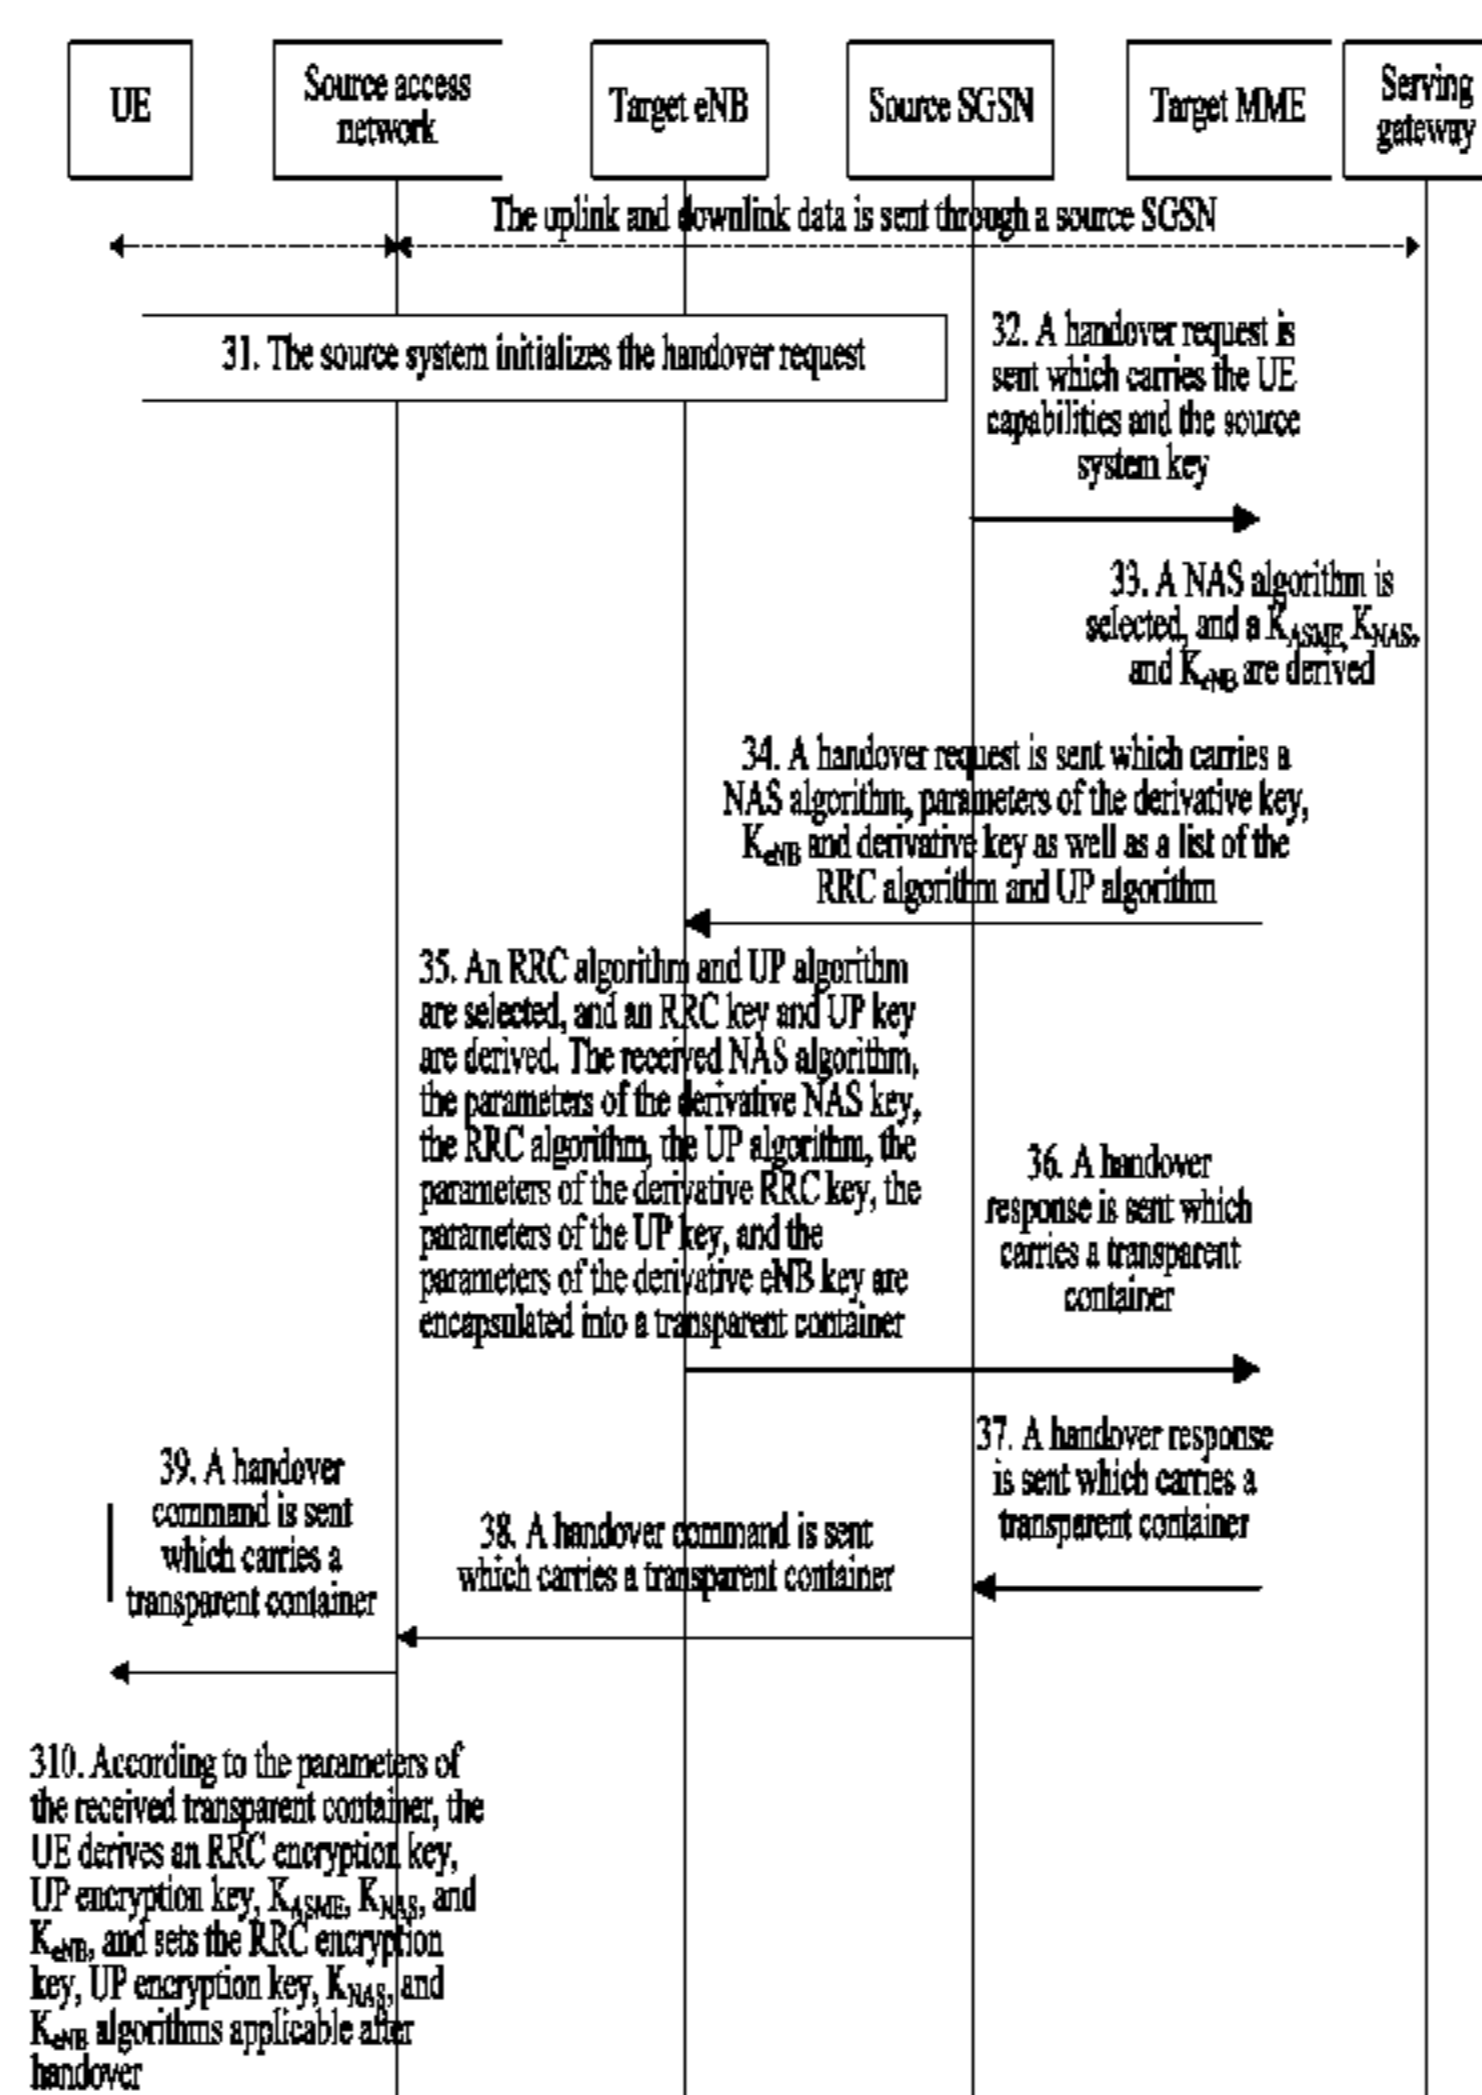 UE
Source access
network
Target eNB
Source SGSN
Target MME
Serving
gateway
The uplink and downlink data is sent through a source SGSN
31. The source system initializes the handover request
32. A handover request is
sent which carries the UE
capabilities and the source
system key
33. A NAS algorithm is
selected, and a KASME, KNAS,
and KeNB are derived
34. A handover request is sent which carries a
NAS algorithm, parameters of the derivative key,
KeNB and derivative key as well as a list of the
RRC algorithm and UP algorithm
35. An RRC algorithm and UP algorithm
are selected, and an RRC key and UP key
are derived. The received NAS algorithm,
the parameters of the derivative NAS key,
the RRC algorithm, the UP algorithm, the
parameters of the derivative RRC key, the
parameters of the UP key, and the
parameters of the derivative eNB key are
encapsulated into a transparent container
36. A handover
response is sent which
carries a transparent
container
37. A handover response
is sent which carries a
transparent container
38. A handover command is sent
which carries a transparent container
39. A handover
command is sent
which carries a
transparent container
310. According to the parameters of
the received transparent container, the
UE derives an RRC encryption key,
UP encryption key, KASME, KNAS, and
KeNB, and sets the RRC encryption
key, UP encryption key, KNAS, and
KeNB algorithms applicable after
handover